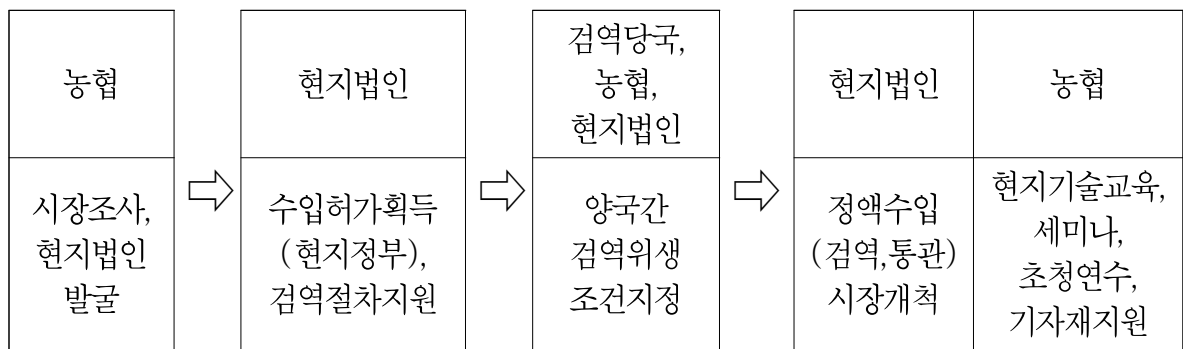 농협
시장조사,
현지법인
발굴
현지법인
수입허가획득
(현지정부),
검역절차지원
검역당국,
농협,
현지법인
양국간
검역위생
조건지정
현지법인
정액수입
(검역,통관)
시장개척
농협
현지기술교육,
세미나,
초청연수,
기자재지원